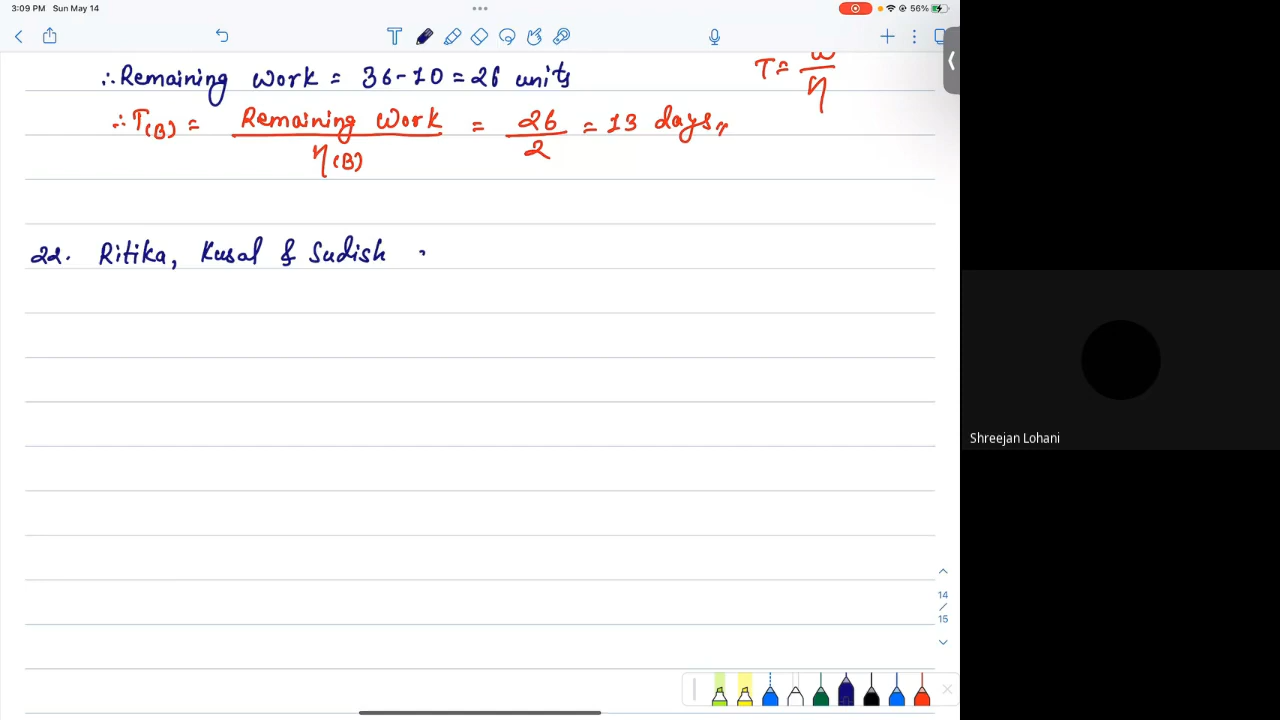 3:09 PM Sun May 14
56%
∴Remaining Work = 36-10 = 26 units
T = W/η
∴T(B) = Remaining Work/η(B) = 26/2 = 13 days
22. Ritika, Kusal & Sudish
Shreejan Lohani
14
/
15